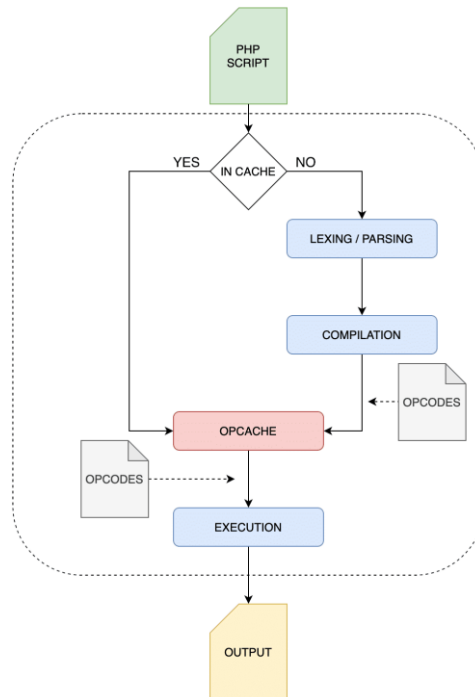 PHP
SCRIPT
YES
IN CACHE
NO
LEXING / PARSING
COMPILATION
OPCODES
OPCACHE
OPCODES
EXECUTION
OUTPUT